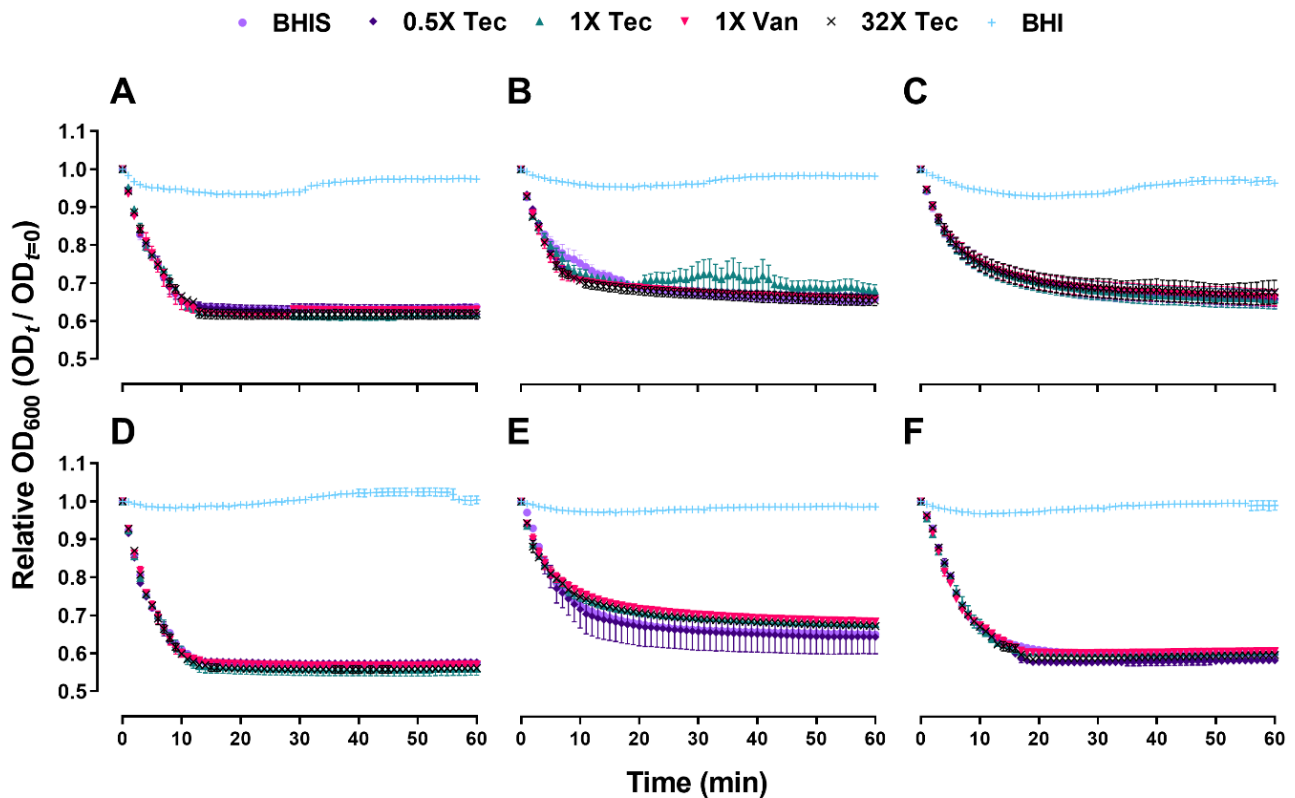 BHIS 0.5X Tec 1X Tec 1X Van 32X Tec BHI
A B C
1.1
1.0
0.9
0.8
0.7
0.6
0.5
D E F
1.1
1.0
0.9
0.8
0.7
0.6
0.5
0 10 20 30 40 50 60 0 10 20 30 40 50 60 0 10 20 30 40 50 60
Relative OD600 (ODt / ODt=0)
Time (min)